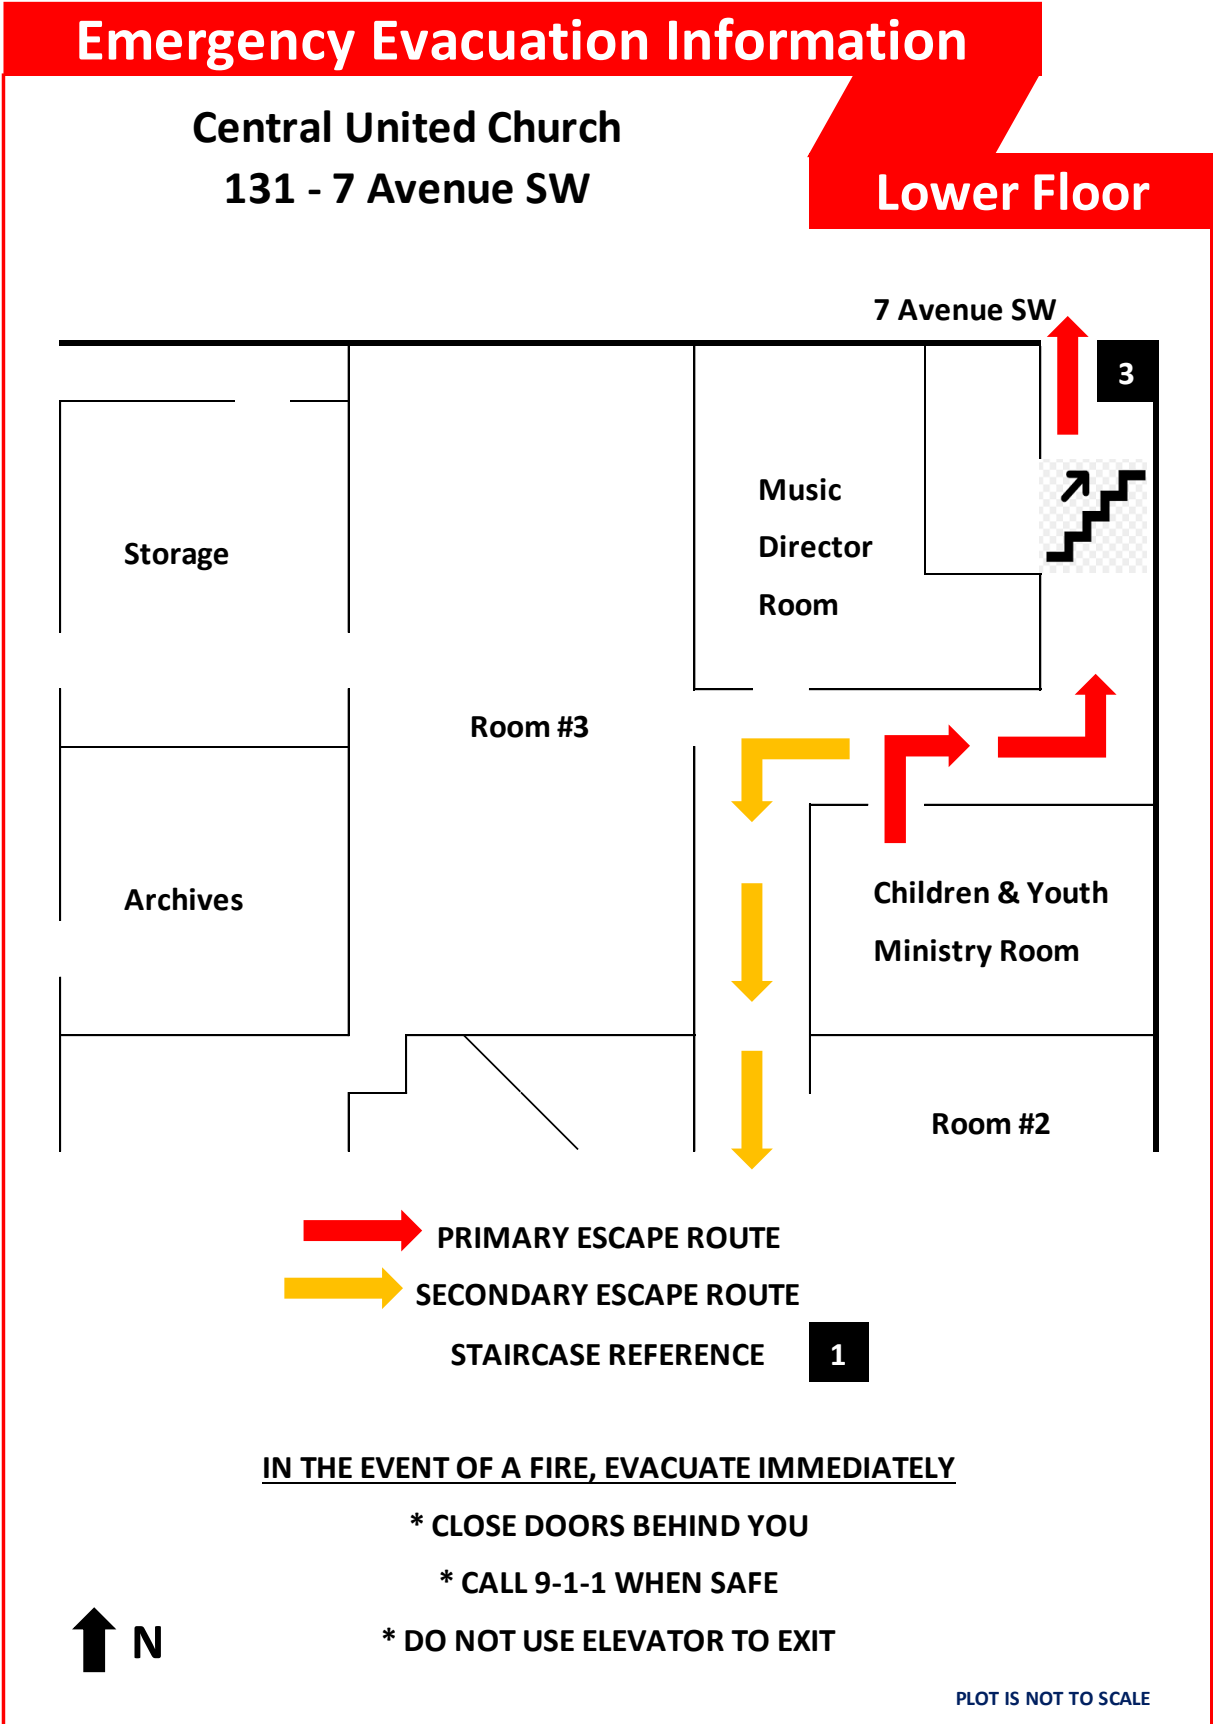 Emergency Evacuation Information
Central United Church
131 - 7 Avenue SW
Lower Floor
7 Avenue SW
3
Music
Director
Room
Storage
Room #3
Archives
Children & Youth
Ministry Room
Room #2
PRIMARY ESCAPE ROUTE
SECONDARY ESCAPE ROUTE
STAIRCASE REFERENCE 1
IN THE EVENT OF A FIRE, EVACUATE IMMEDIATELY
* CLOSE DOORS BEHIND YOU
* CALL 9-1-1 WHEN SAFE
* DO NOT USE ELEVATOR TO EXIT
N
PLOT IS NOT TO SCALE